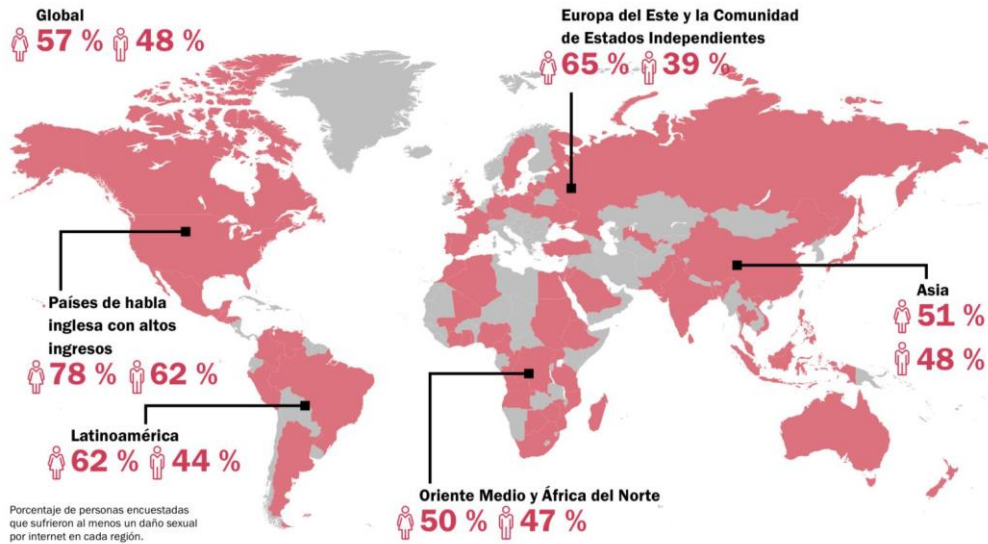 Global
57 % 48 %
Europa del Este y la Comunidad
de Estados Independientes
65 % 39 %
Países de habla
inglesa con altos
ingresos
78 % 62 %
Asia
51 %
48 %
Latinoamérica
62 % 44 %
Oriente Medio y África del Norte
50 % 47 %
Porcentaje de personas encuestadas
que sufrieron al menos un daño sexual
por internet en cada región.